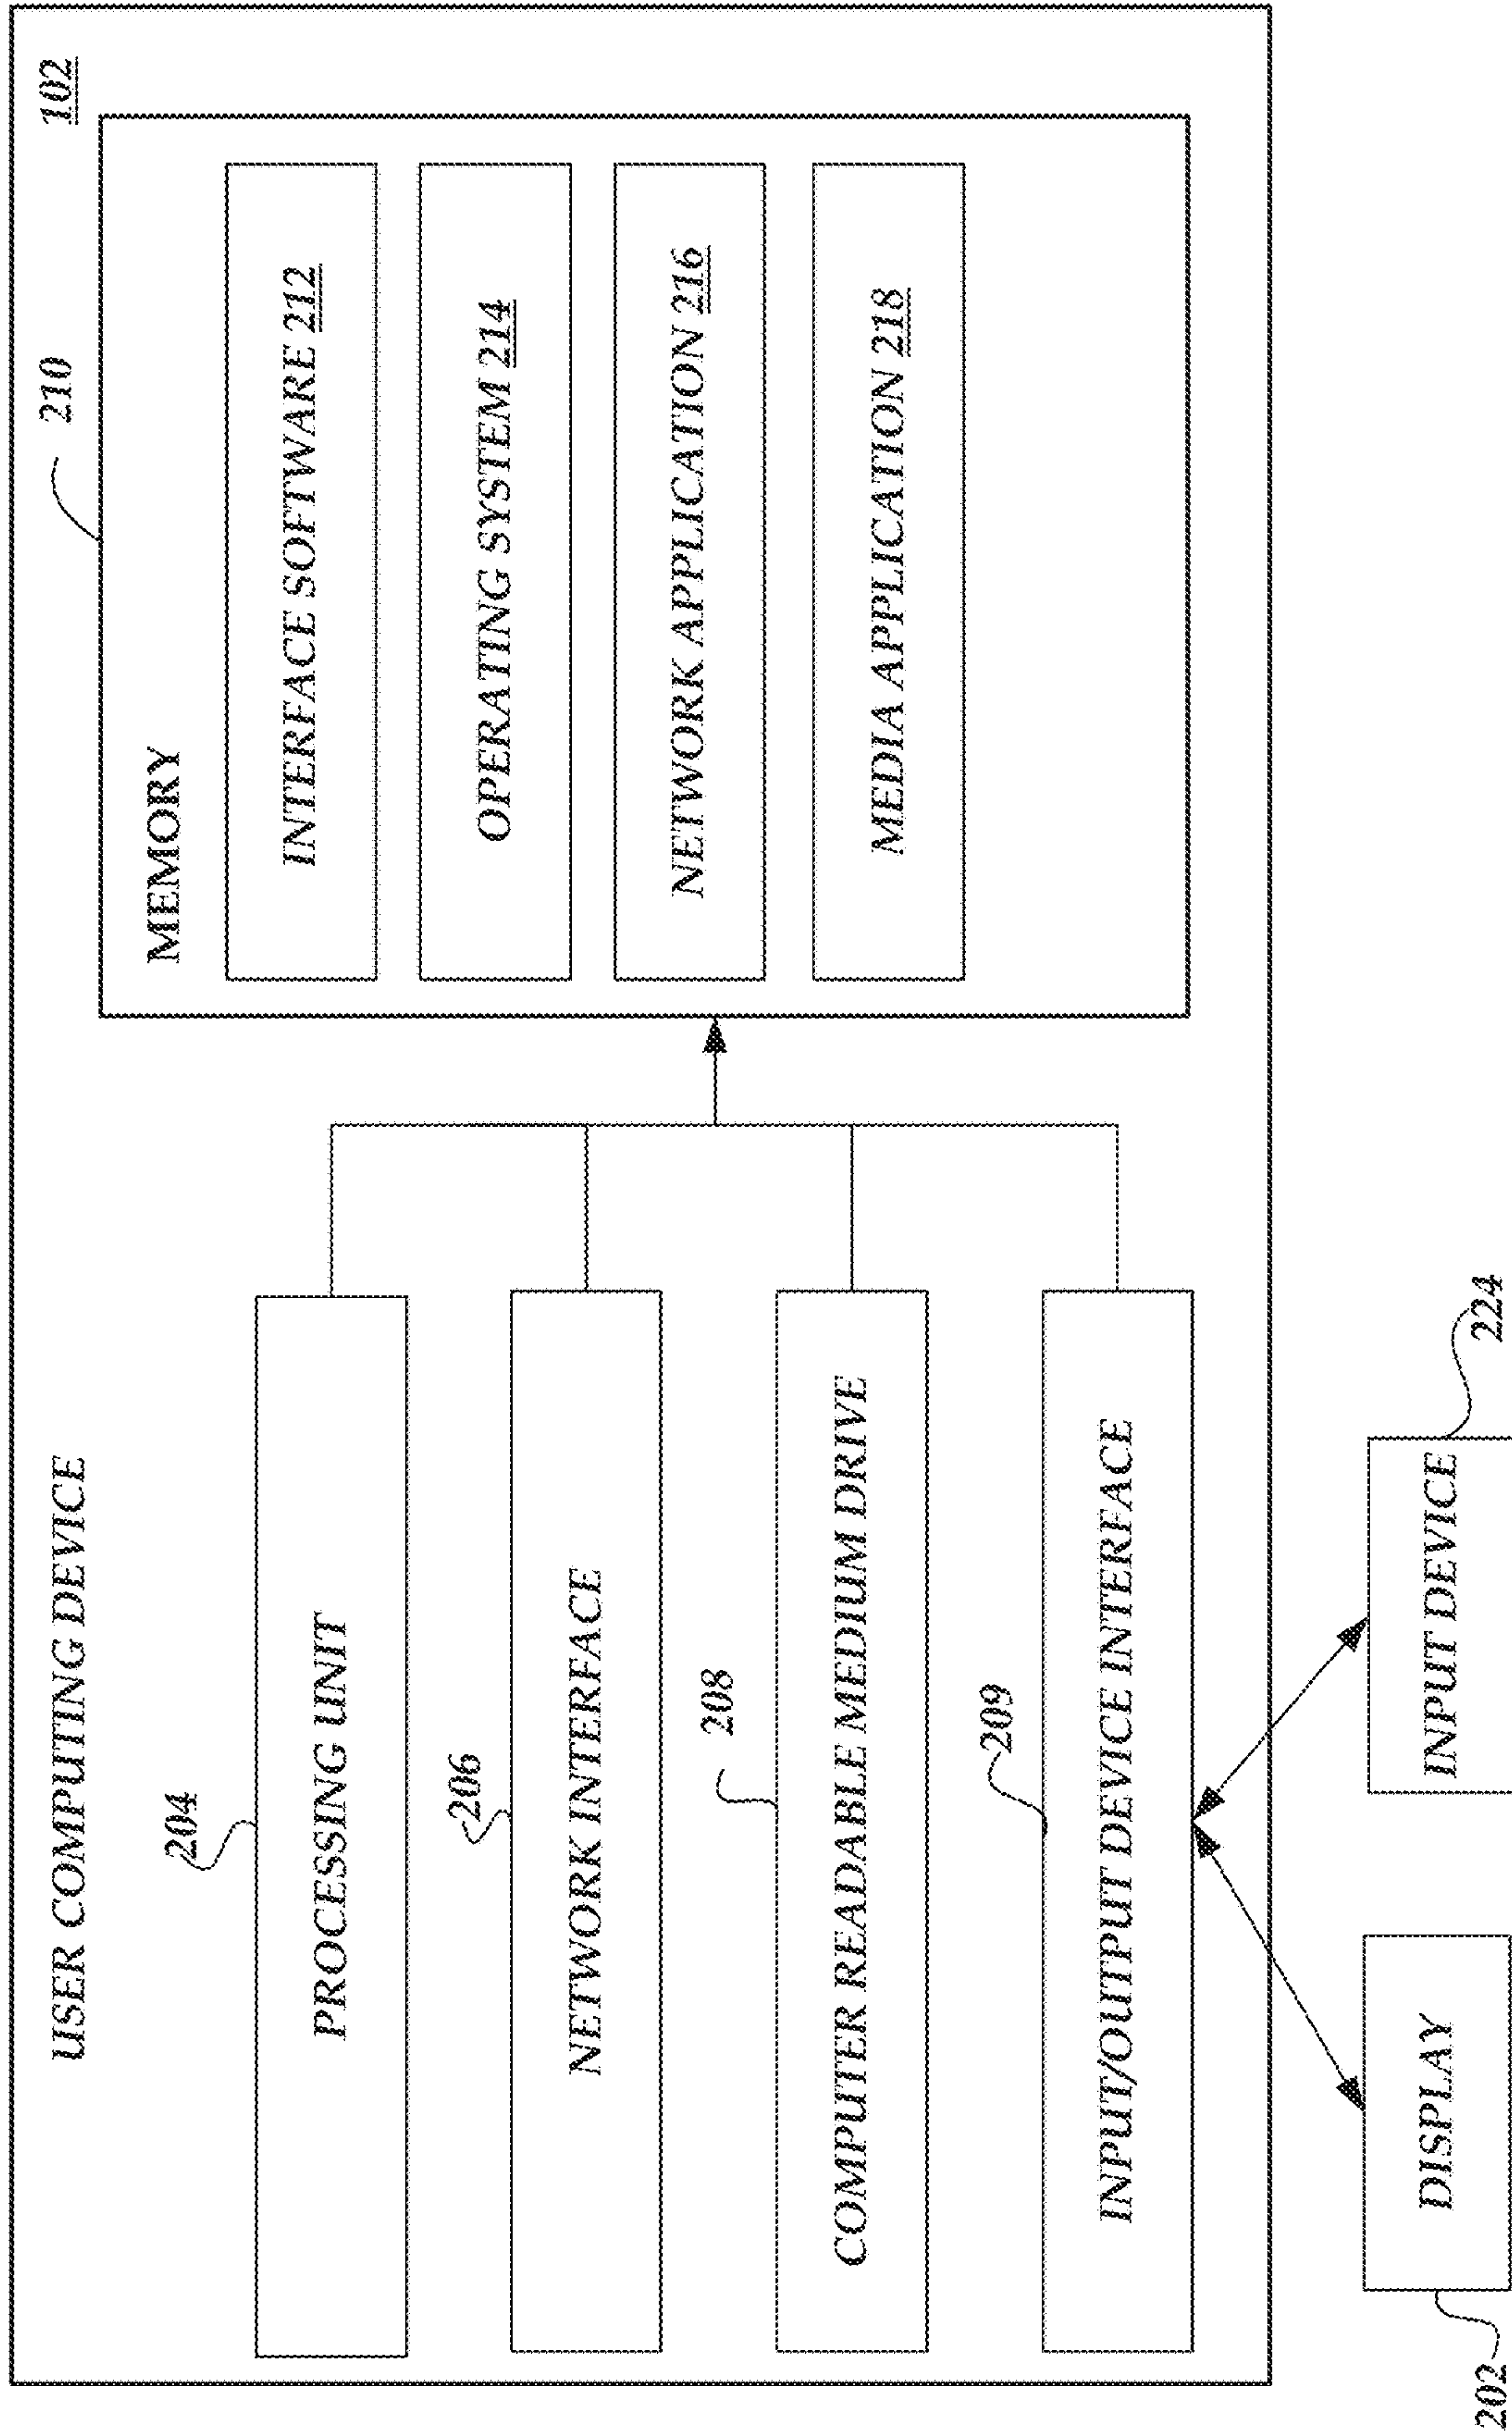 USER COMPUTING DEVICE
102
210
MEMORY
204
PROCESSING UNIT
INTERFACE SOFTWARE 212
206
NETWORK INTERFACE
OPERATING SYSTEM 214
208
COMPUTER READABLE MEDIUM DRIVE
NETWORK APPLICATION 216
209
INPUT/OUTPUT DEVICE INTERFACE
MEDIA APPLICATION 218
202
DISPLAY
INPUT DEVICE
224